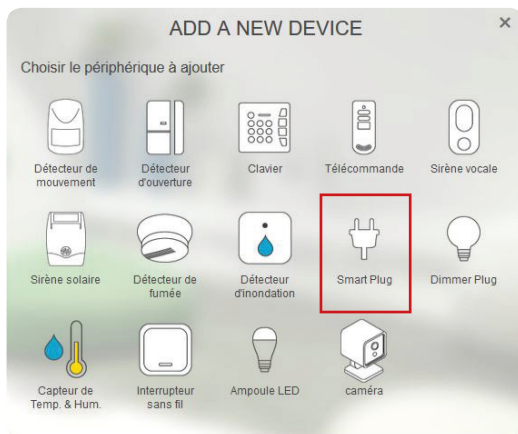 ADD A NEW DEVICE
×
Choisir le périphérique à ajouter
Détecteur de
mouvement
Détecteur
d'ouverture
Clavier
Télécommande
Sirène vocale
Sirène solaire
Détecteur de
fumée
Détecteur
d'inondation
Smart Plug
Dimmer Plug
Capteur de
Temp. & Hum.
Interrupteur
sans fil
Ampoule LED
caméra